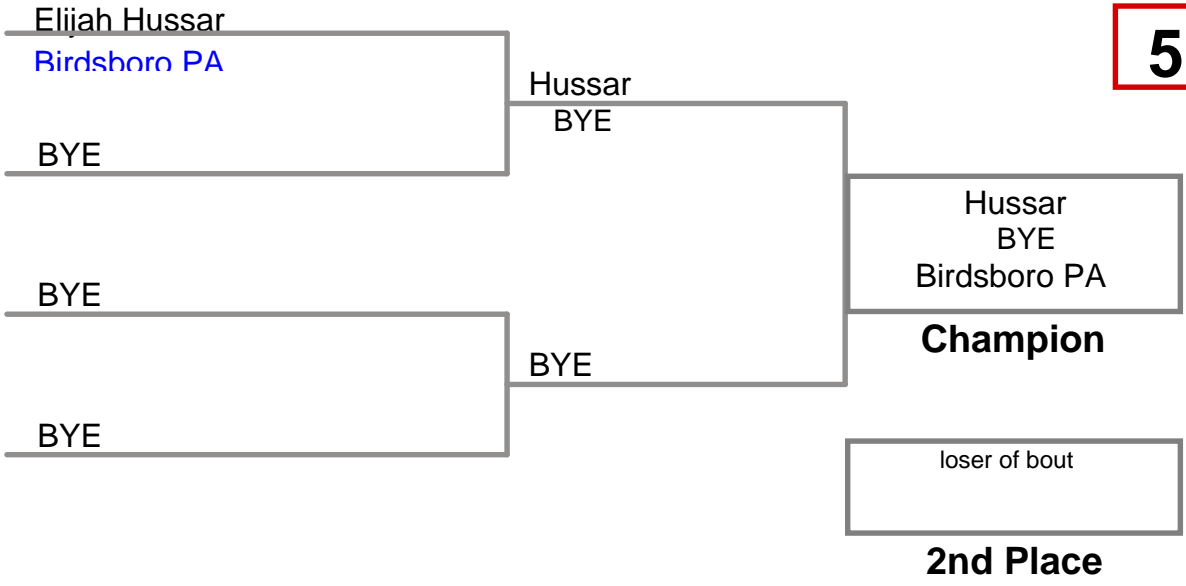 Elijah Hussar
Birdsboro PA
5
Hussar
BYE
BYE
Hussar
BYE
Birdsboro PA
BYE
Champion
BYE
BYE
loser of bout
2nd Place